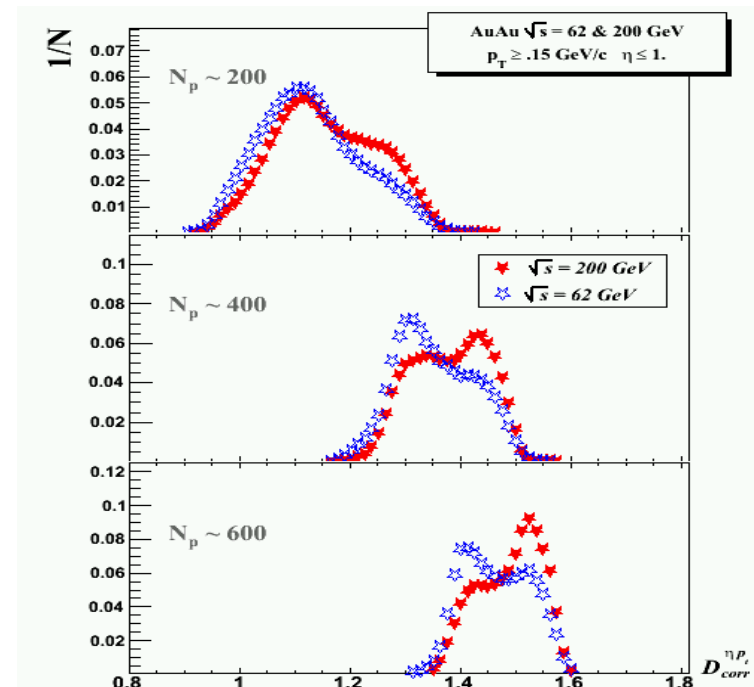 1/N
AuAu √s = 62 & 200 GeV
p_T ≥ .15 GeV/c η ≤ 1.
0.07
0.06
0.05
0.04
0.03
0.02
0.01
N_p ~ 200
√s = 200 GeV
√s = 62 GeV
0.1
0.08
0.06
0.04
0.02
N_p ~ 400
0.12
0.1
0.08
0.06
0.04
0.02
N_p ~ 600
0.8 1 1.2 1.4 1.6 1.8
D_corr^η p_t